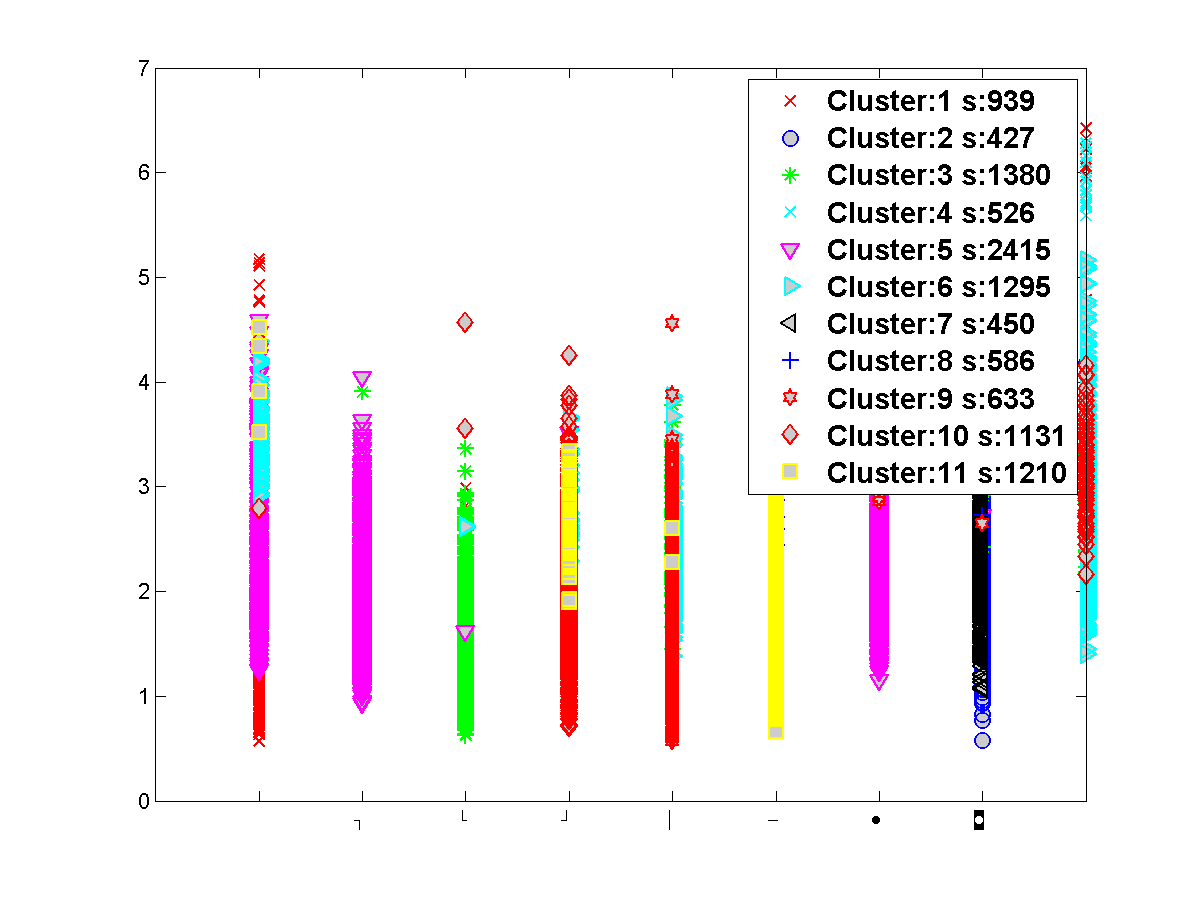 7
6
5
4
3
2
1
0
Cluster:1 s:939
Cluster:2 s:427
Cluster:3 s:1380
Cluster:4 s:526
Cluster:5 s:2415
Cluster:6 s:1295
Cluster:7 s:450
Cluster:8 s:586
Cluster:9 s:633
Cluster:10 s:1131
Cluster:11 s:1210
┐ └ ┘ │ ─ • ◘